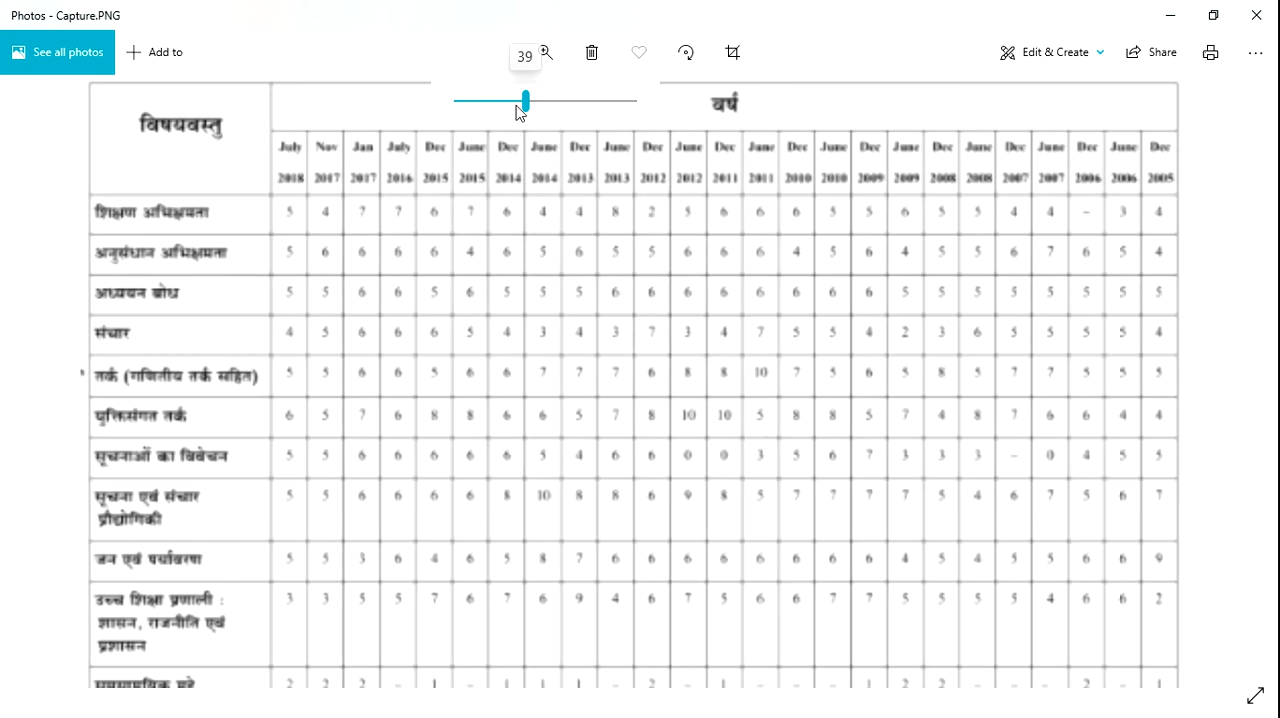 Photos - Capture.PNG
See all photos
Add to
39
Edit & Create
Share
विषयवस्तु
वर्ष
July Nov Jan July Dec June Dec June Dec June Dec June Dec June Dec June Dec June Dec June Dec June Dec June Dec
2018 2017 2017 2016 2015 2015 2014 2014 2013 2013 2012 2012 2011 2011 2010 2010 2009 2009 2008 2008 2007 2007 2006 2006 2005
शिक्षण अभिक्षमता 5 4 7 7 6 7 6 4 4 8 2 5 6 6 6 5 5 6 5 5 4 4 – 3 4
अनुसंधान अभिक्षमता 5 6 6 6 6 4 6 5 6 5 5 6 6 6 4 5 6 4 5 5 6 7 6 5 4
अध्ययन बोध 5 5 6 6 5 6 5 5 5 6 6 6 6 6 6 6 6 5 5 5 5 5 5 5 5
संचार 4 5 6 6 6 5 4 3 4 3 7 3 4 7 5 5 4 2 3 6 5 5 5 5 4
तर्क (गणितीय तर्क सहित) 5 5 6 6 5 6 6 7 7 7 6 8 8 10 7 5 6 5 8 5 7 7 5 5 5
युक्तिसंगत तर्क 6 5 7 6 8 8 6 6 5 7 8 10 10 5 8 8 5 7 4 8 7 6 6 4 4
सूचनाओं का विवेचन 5 5 6 6 6 6 6 5 4 6 6 0 0 3 5 6 7 3 3 3 – 0 4 5 5
सूचना एवं संचार 5 5 6 6 6 6 8 10 8 8 6 9 8 5 7 7 7 7 5 4 6 7 5 6 7
प्रौद्योगिकी
जन एवं पर्यावरण 5 5 3 6 4 6 5 8 7 6 6 6 6 6 6 6 6 4 5 4 5 5 6 6 9
उच्च शिक्षा प्रणाली : 3 3 5 5 7 6 7 6 9 4 6 7 5 6 6 7 7 5 5 5 5 4 6 6 2
शासन, राजनीति एवं
प्रशासन
2 2 2 – 1 – 1 1 1 – 2 – 1 – – – 1 2 2 – – – 2 – 1